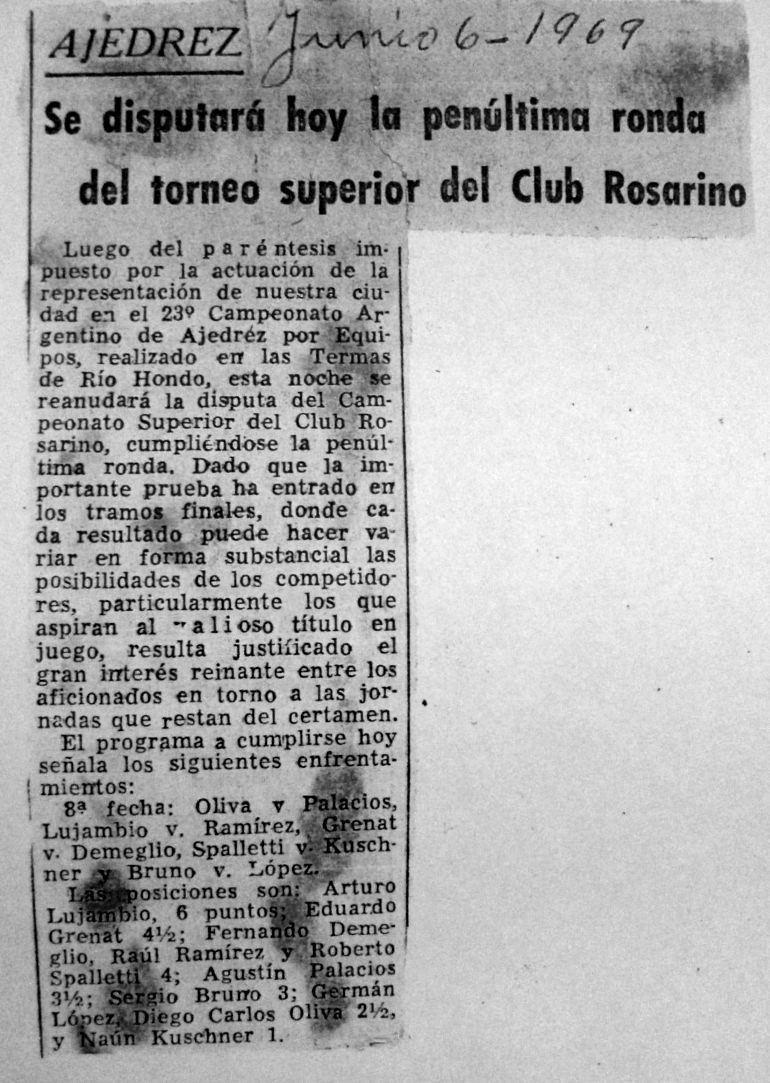 AJEDREZ Junio 6-1969
Se disputará hoy la penúltima ronda
del torneo superior del Club Rosarino
Luego del paréntesis im-
puesto por la actuación de la
representación de nuestra ciu-
dad en el 23º Campeonato Ar-
gentino de Ajedréz por Equi-
pos, realizado en las Termas
de Río Hondo, esta noche se
reanudará la disputa del Cam-
peonato Superior del Club Ro-
sarino, cumpliéndose la penúl-
tima ronda. Dado que la im-
portante prueba ha entrado en
los tramos finales, donde ca-
da resultado puede hacer va-
riar en forma substancial las
posibilidades de los competido-
res, particularmente los que
aspiran al valioso título en
juego, resulta justificado el
gran interés reinante entre los
aficionados en torno a las jor-
nadas que restan del certamen.
El programa a cumplirse hoy
señala los siguientes enfrenta-
mientos:
8ª fecha: Oliva v Palacios,
Lujambio v. Ramírez, Grenat
v. Demeglio, Spalletti v. Kusch-
ner y Bruno v. López.
Las posiciones son: Arturo
Lujambio, 6 puntos; Eduardo
Grenat 4½; Fernando Deme-
glio, Raúl Ramírez y Roberto
Spalletti 4; Agustín Palacios
3½; Sergio Bruno 3; Germán
López, Diego Carlos Oliva 2½,
y Naún Kuschner 1.